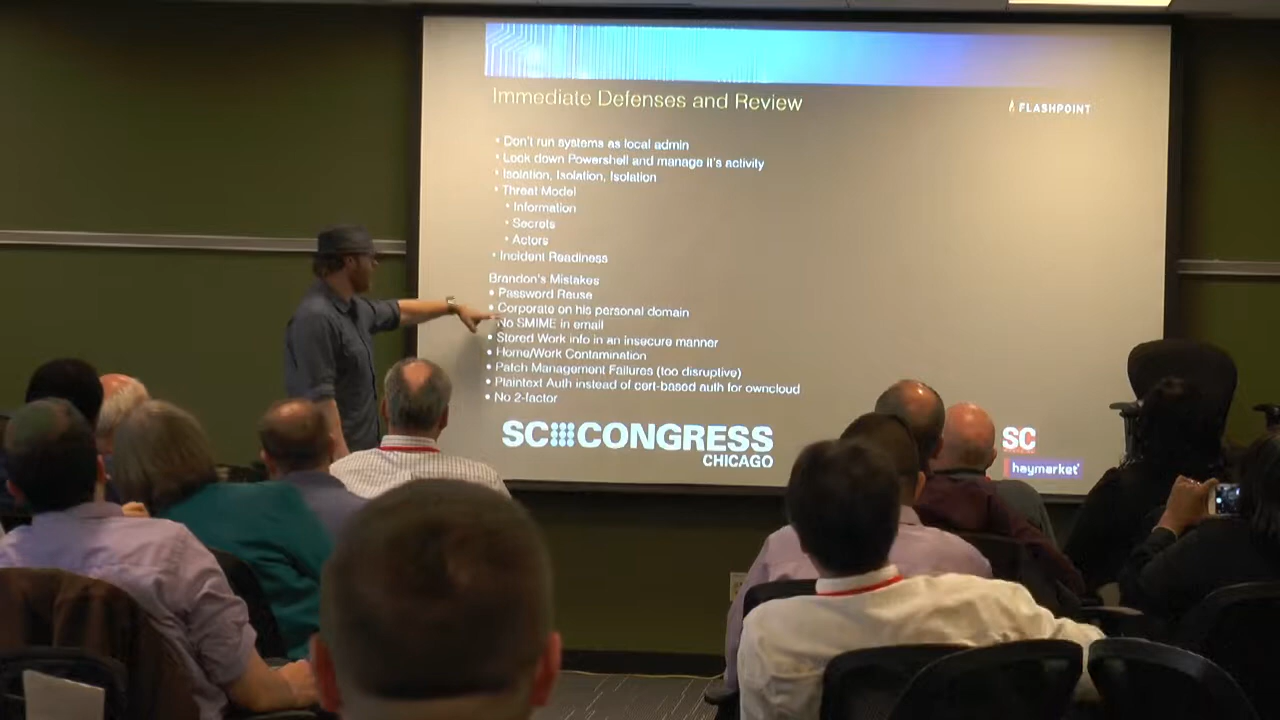 Immediate Defenses and Review
FLASHPOINT
• Don't run systems as local admin
• Lock down Powershell and manage it's activity
• Isolation, Isolation, Isolation
• Threat Model
• Information
• Secrets
• Actors
• Incident Readiness
Brandon's Mistakes
• Password Reuse
• Corporate on his personal domain
No SMIME in email
• Stored Work info in an insecure manner
• Home/Work Contamination
• Patch Management Failures (too disruptive)
• Plaintext Auth instead of cert-based auth for owncloud
• No 2-factor
SC CONGRESS
CHICAGO
SC
haymarket